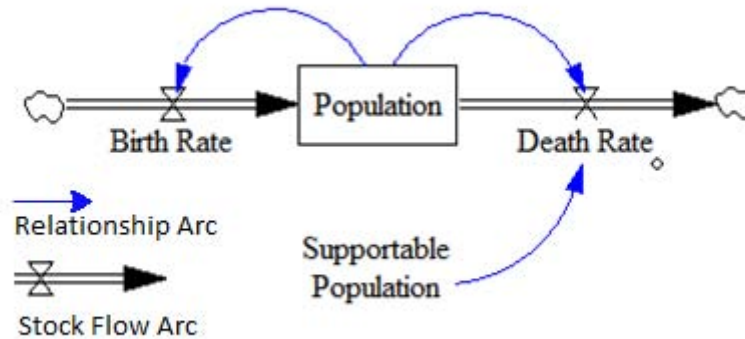 Population
Birth Rate
Death Rate
Relationship Arc
Supportable
Population
Stock Flow Arc